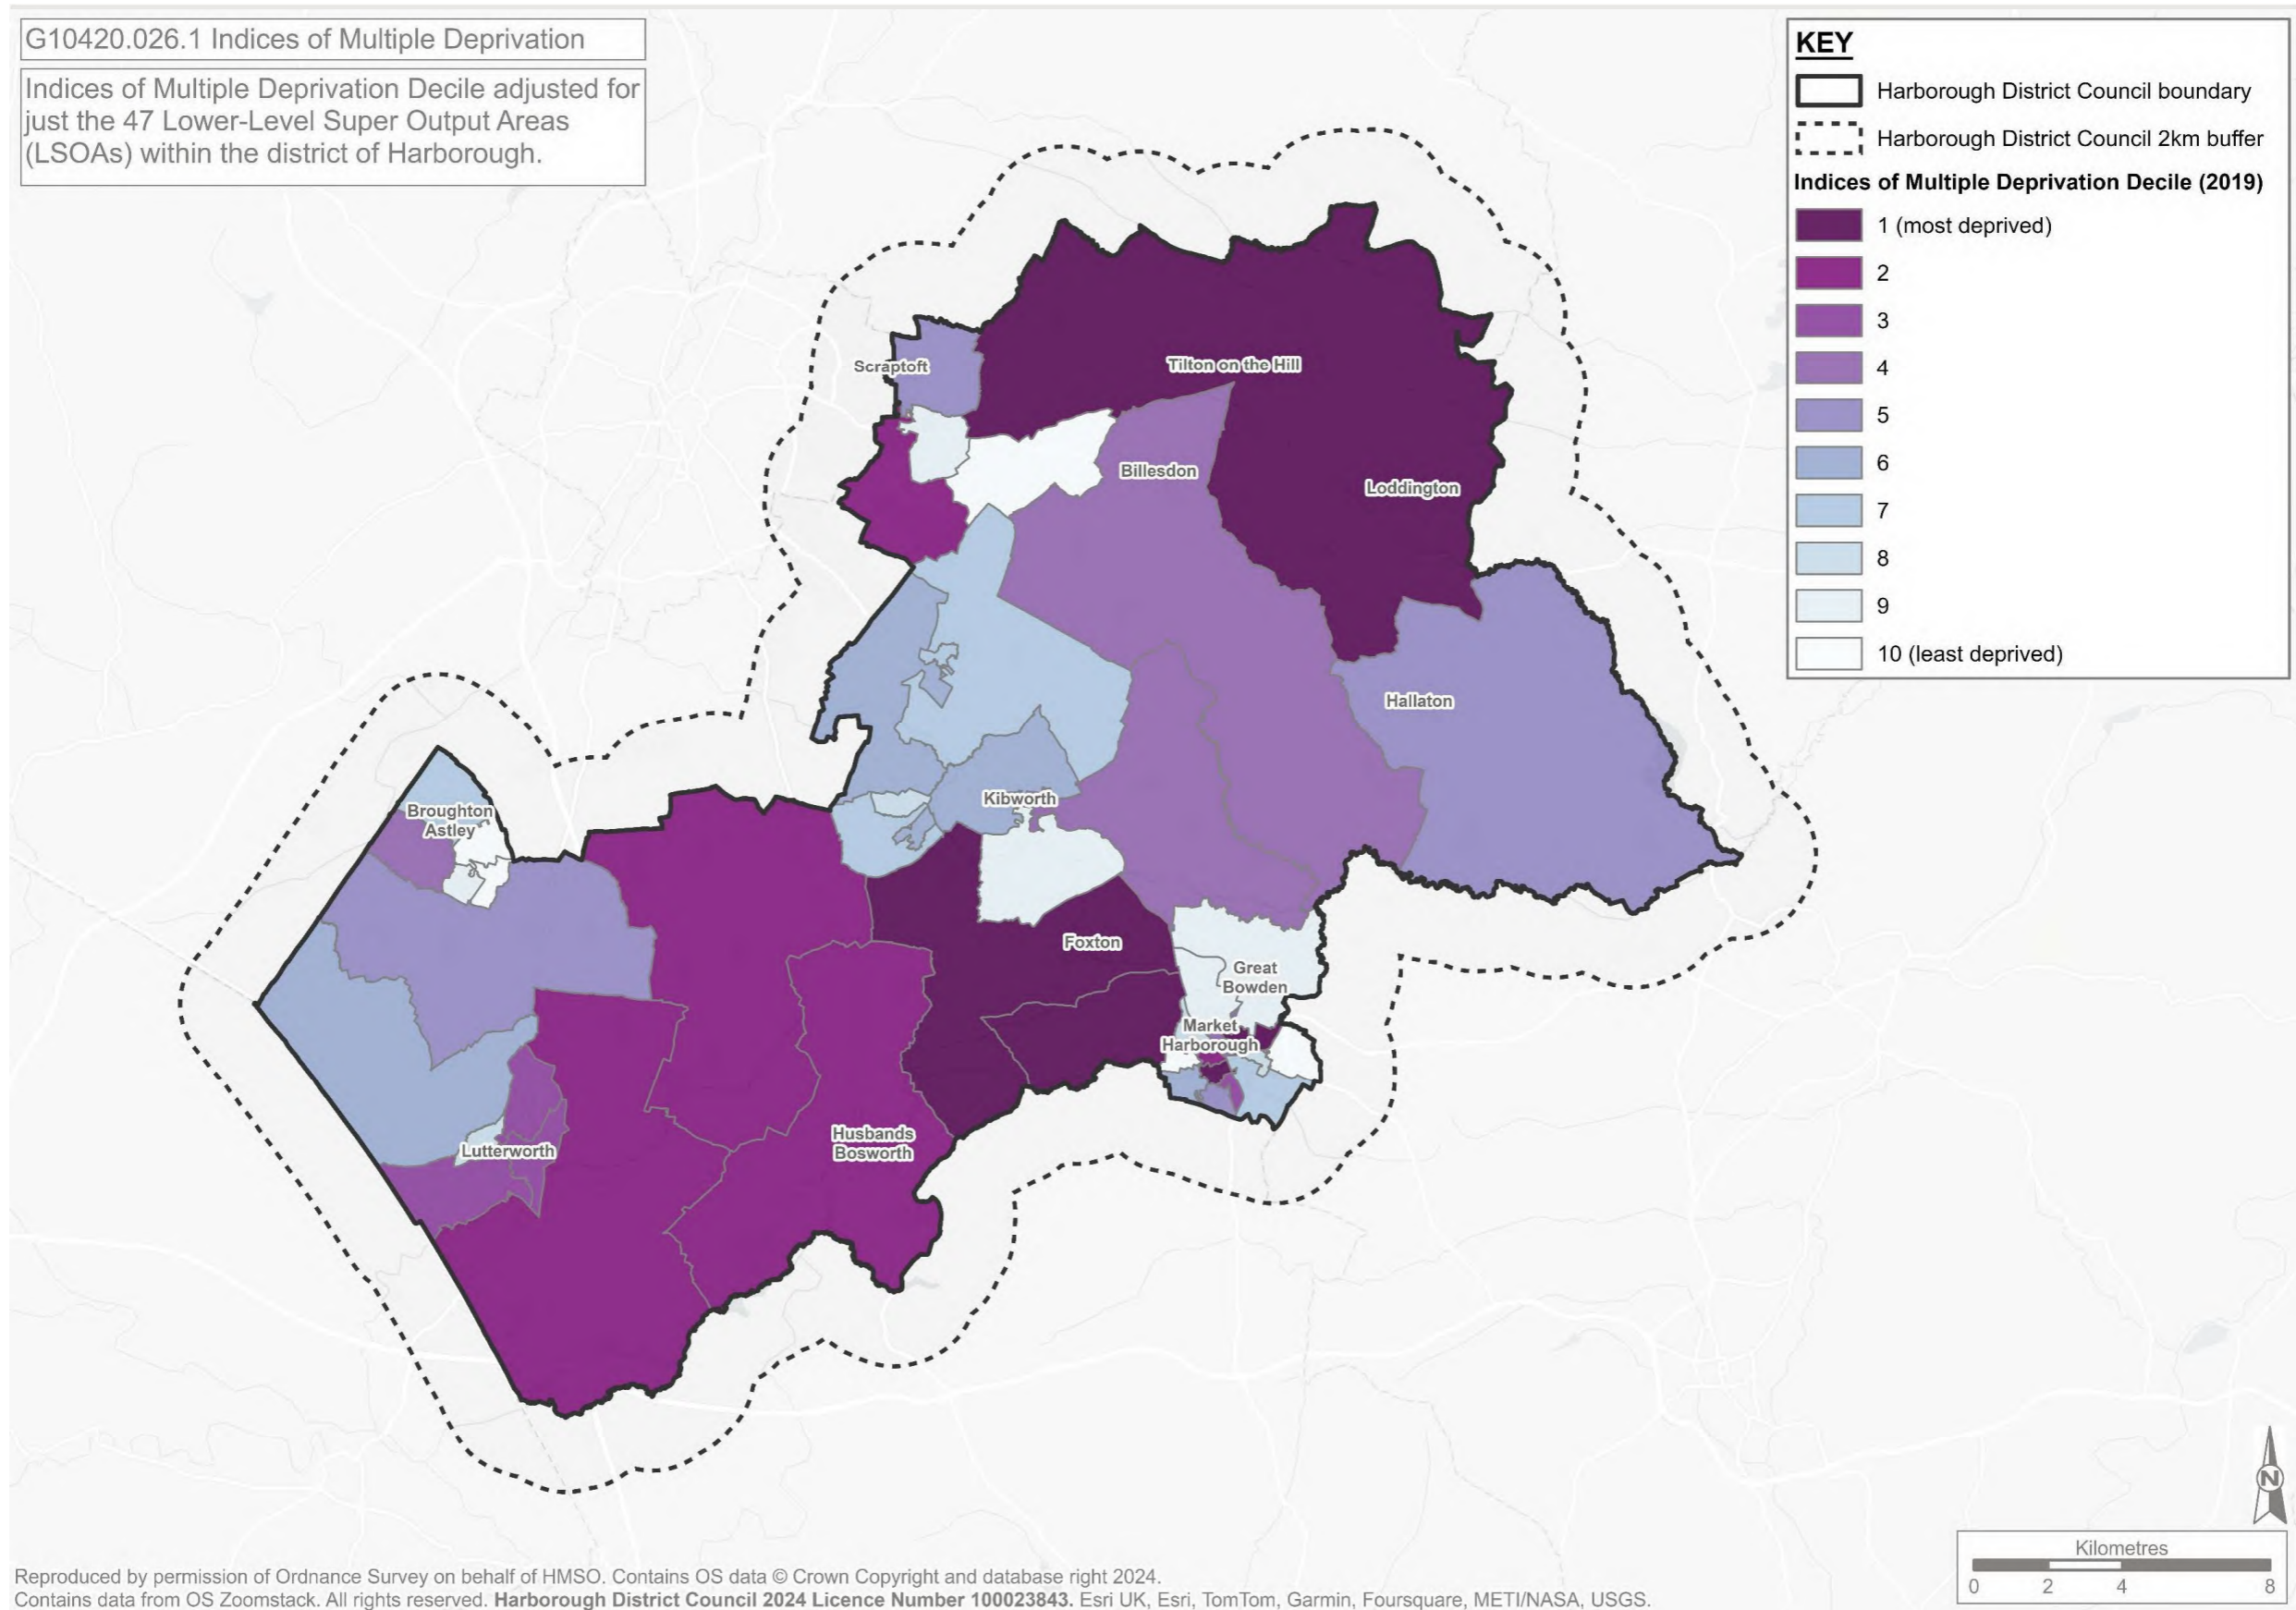 G10420.026.1 Indices of Multiple Deprivation
Indices of Multiple Deprivation Decile adjusted for
just the 47 Lower-Level Super Output Areas
(LSOAs) within the district of Harborough.
KEY
Harborough District Council boundary
Harborough District Council 2km buffer
Indices of Multiple Deprivation Decile (2019)
1 (most deprived)
2
3
4
5
6
7
8
9
10 (least deprived)
Scraptoft
Tilton on the Hill
Billesdon
Loddington
Hallaton
Kibworth
Broughton
Astley
Foxton
Great
Bowden
Market
Harborough
Husbands
Bosworth
Lutterworth
N
Kilometres
0 2 4 8
Reproduced by permission of Ordnance Survey on behalf of HMSO. Contains OS data © Crown Copyright and database right 2024.
Contains data from OS Zoomstack. All rights reserved. Harborough District Council 2024 Licence Number 100023843. Esri UK, Esri, TomTom, Garmin, Foursquare, METI/NASA, USGS.